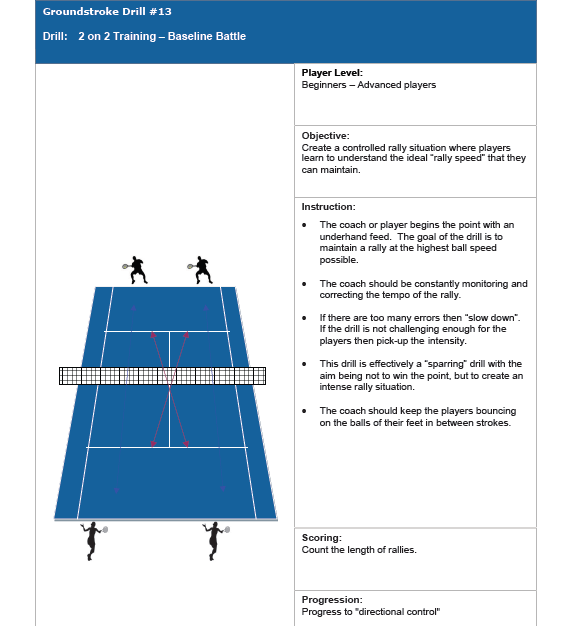 Groundstroke Drill #13
Drill: 2 on 2 Training – Baseline Battle
Player Level:
Beginners – Advanced players
Objective:
Create a controlled rally situation where players
learn to understand the ideal “rally speed” that they
can maintain.
Instruction:
• The coach or player begins the point with an
underhand feed. The goal of the drill is to
maintain a rally at the highest ball speed
possible.
• The coach should be constantly monitoring and
correcting the tempo of the rally.
• If there are too many errors then “slow down”.
If the drill is not challenging enough for the
players then pick-up the intensity.
• This drill is effectively a “sparring” drill with the
aim being not to win the point, but to create an
intense rally situation.
• The coach should keep the players bouncing
on the balls of their feet in between strokes.
Scoring:
Count the length of rallies.
Progression:
Progress to "directional control"